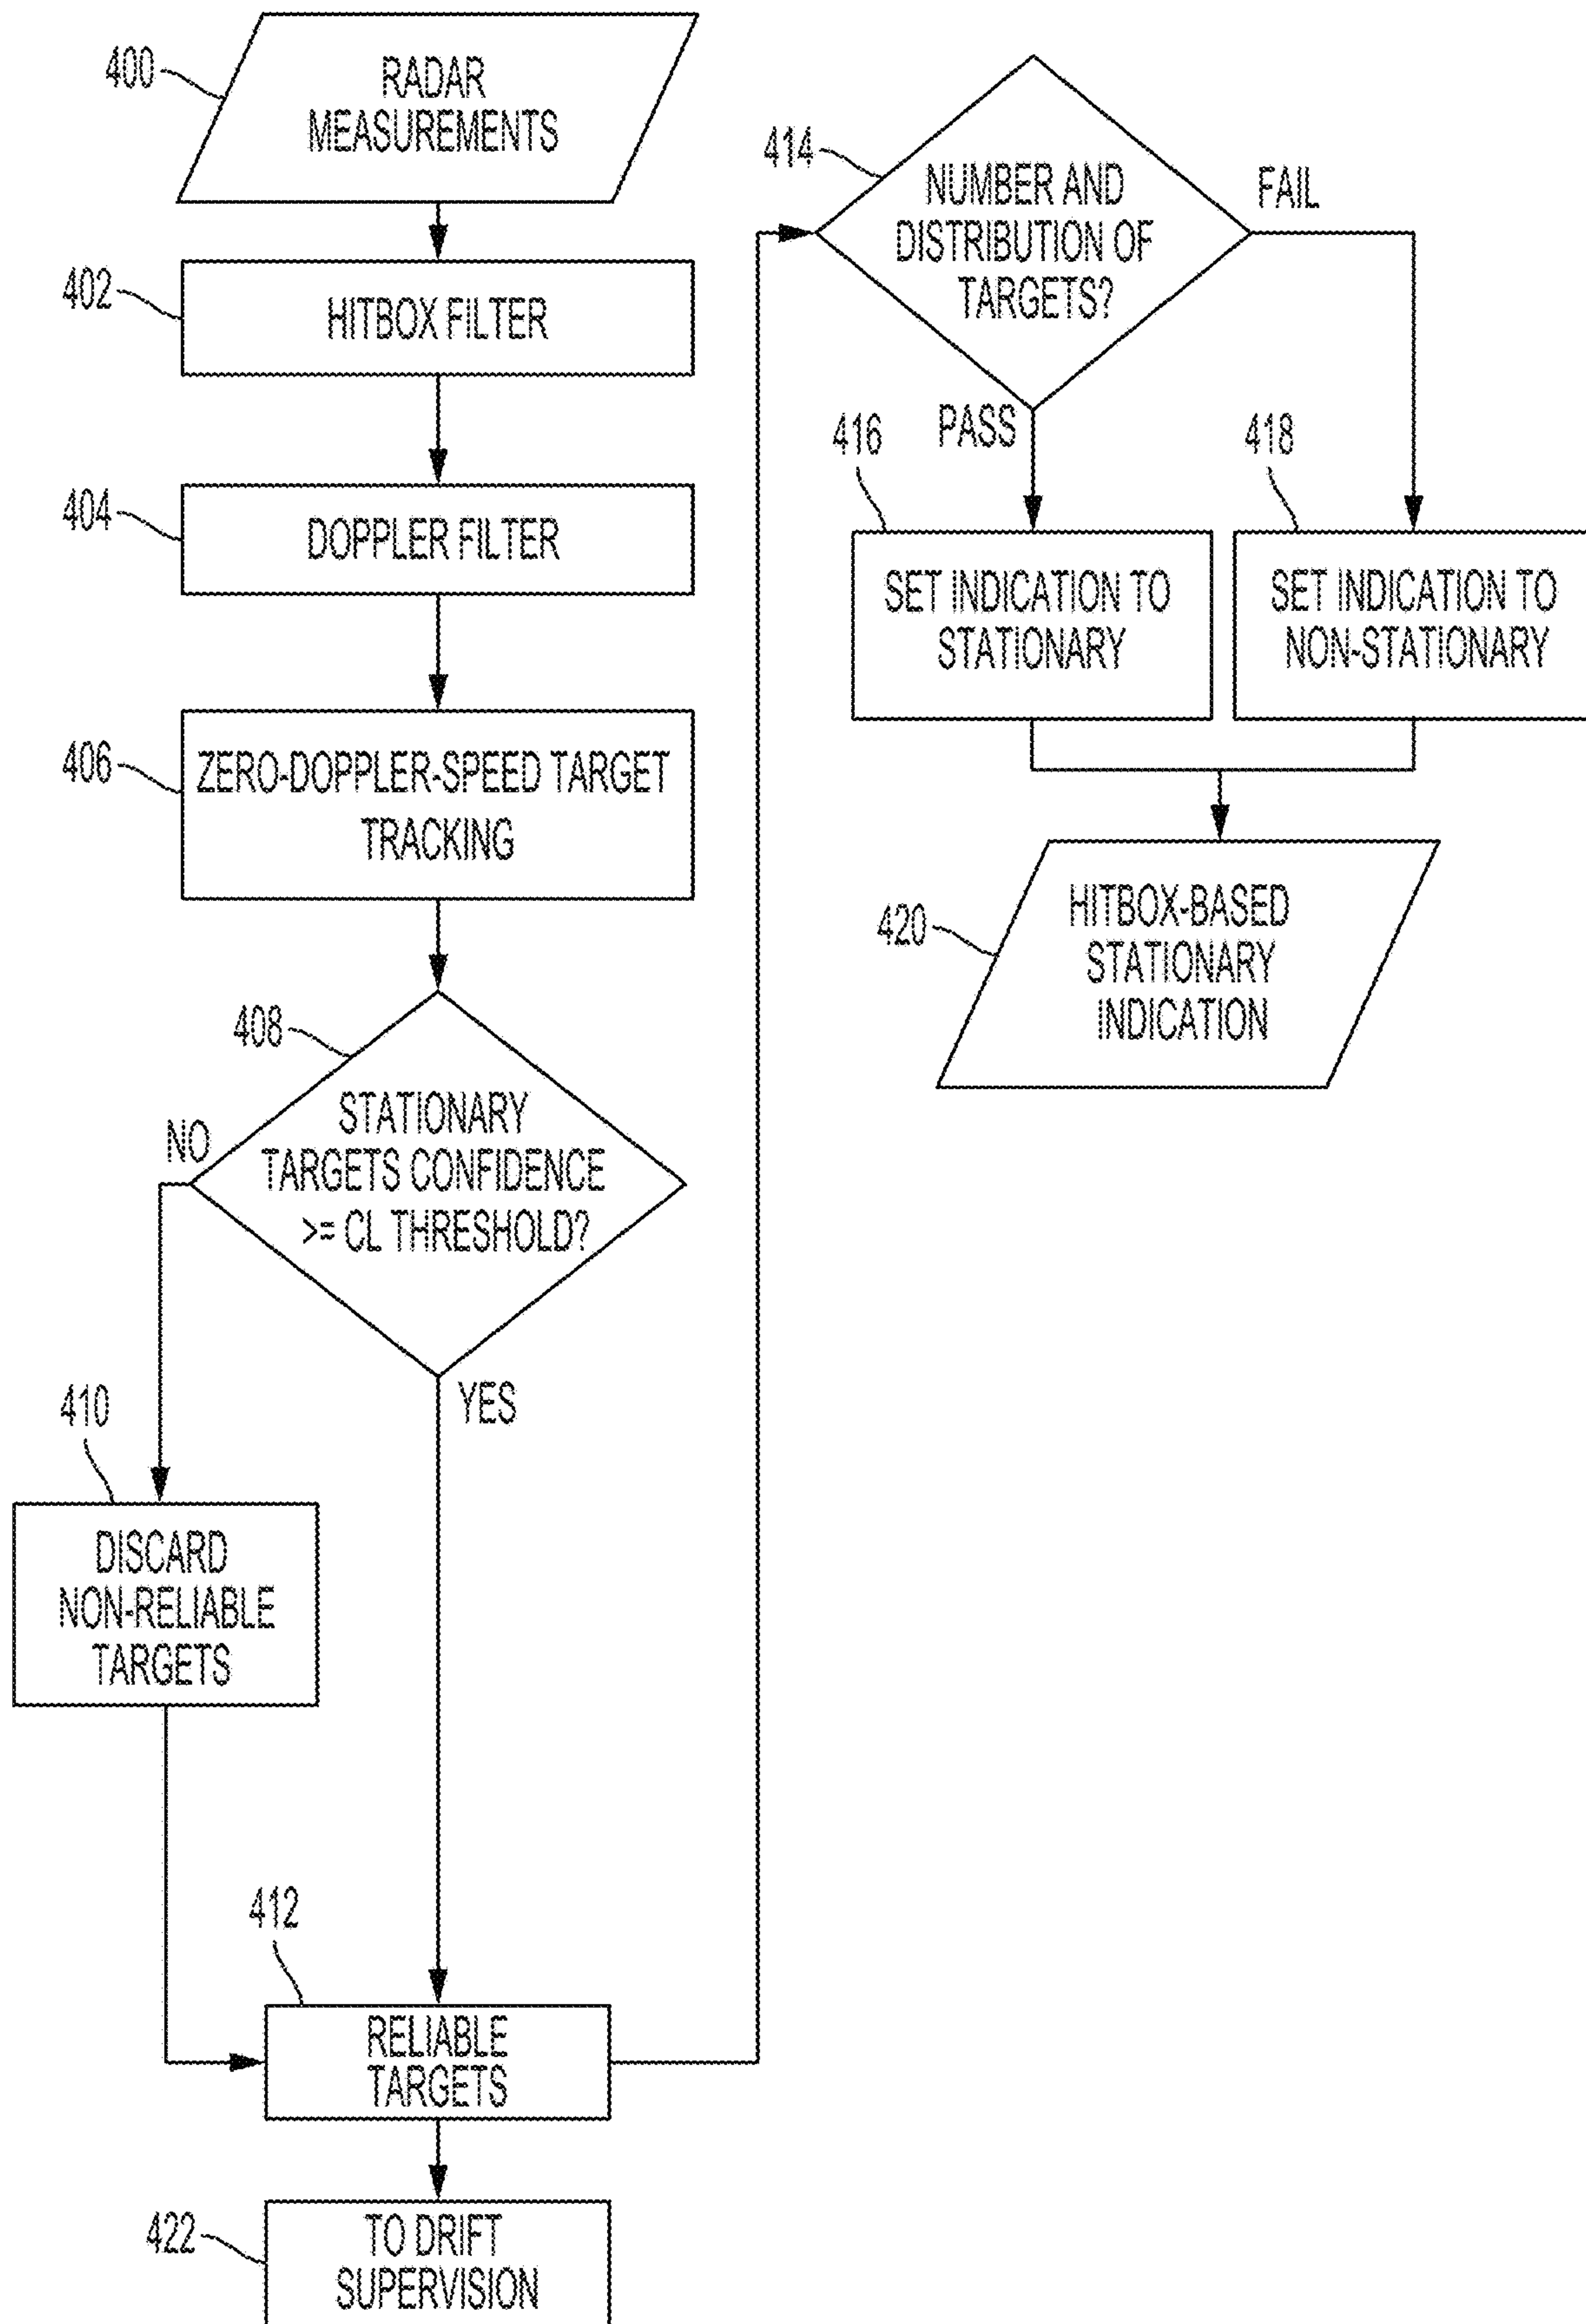 400
RADAR
MEASUREMENTS
402
HITBOX FILTER
404
DOPPLER FILTER
406
ZERO-DOPPLER-SPEED TARGET
TRACKING
408
STATIONARY
TARGETS CONFIDENCE
>= CL THRESHOLD?
NO
YES
410
DISCARD
NON-RELIABLE
TARGETS
412
RELIABLE
TARGETS
422
TO DRIFT
SUPERVISION
414
NUMBER AND
DISTRIBUTION OF
TARGETS?
FAIL
PASS
416
SET INDICATION TO
STATIONARY
418
SET INDICATION TO
NON-STATIONARY
420
HITBOX-BASED
STATIONARY
INDICATION